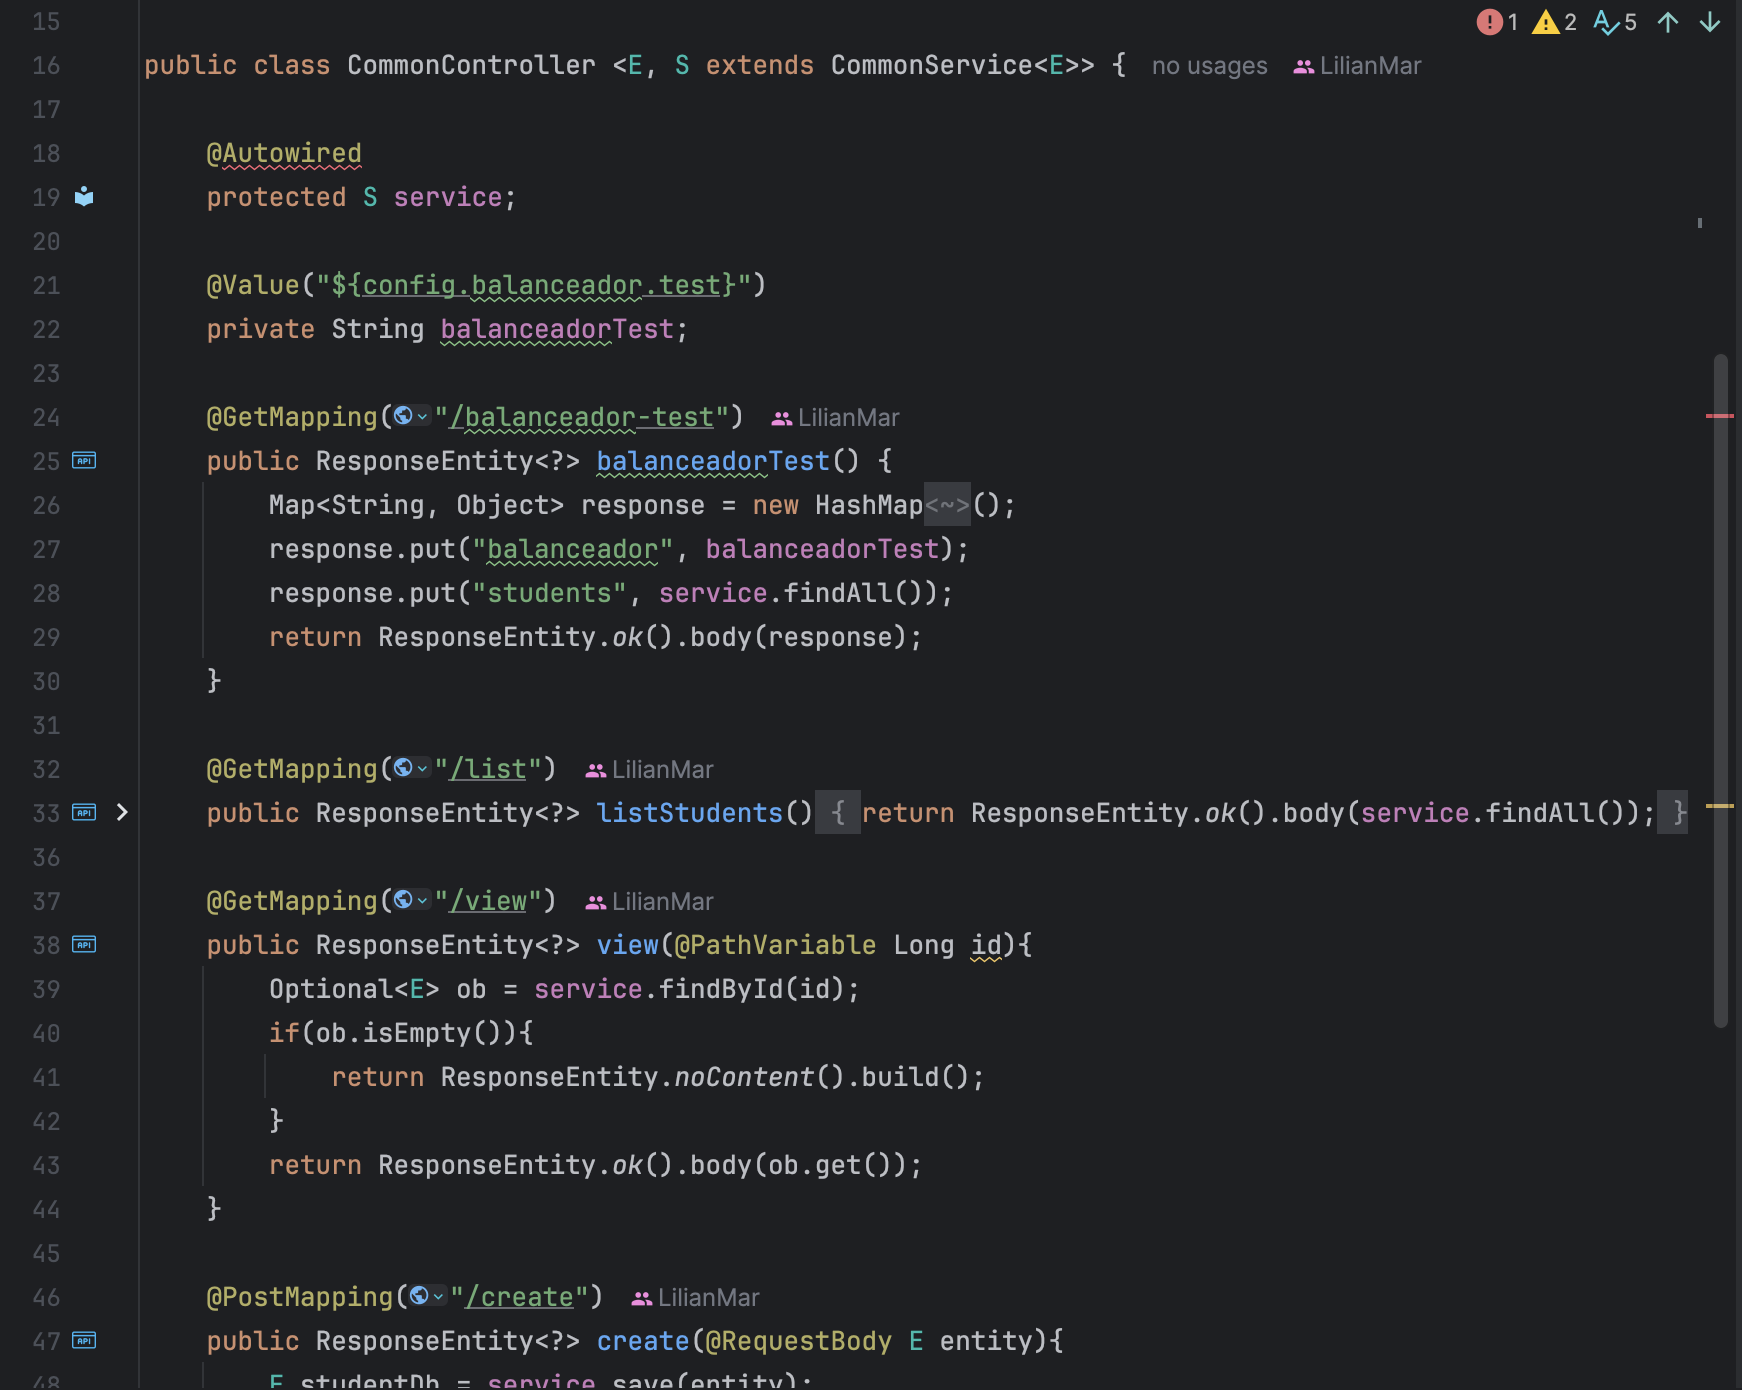 15
1 2 5
16 public class CommonController <E, S extends CommonService<E>> { no usages LilianMar
17
18 @Autowired
19 protected S service;
20
21 @Value("${config.balanceador.test}")
22 private String balanceadorTest;
23
24 @GetMapping("/balanceador-test") LilianMar
25 public ResponseEntity<?> balanceadorTest() {
26 Map<String, Object> response = new HashMap<~>();
27 response.put("balanceador", balanceadorTest);
28 response.put("students", service.findAll());
29 return ResponseEntity.ok().body(response);
30 }
31
32 @GetMapping("/list") LilianMar
33 public ResponseEntity<?> listStudents() { return ResponseEntity.ok().body(service.findAll()); }
36
37 @GetMapping("/view") LilianMar
38 public ResponseEntity<?> view(@PathVariable Long id){
39 Optional<E> ob = service.findById(id);
40 if(ob.isEmpty()){
41 return ResponseEntity.noContent().build();
42 }
43 return ResponseEntity.ok().body(ob.get());
44 }
45
46 @PostMapping("/create") LilianMar
47 public ResponseEntity<?> create(@RequestBody E entity){
48 E studentDb = service.save(entity);